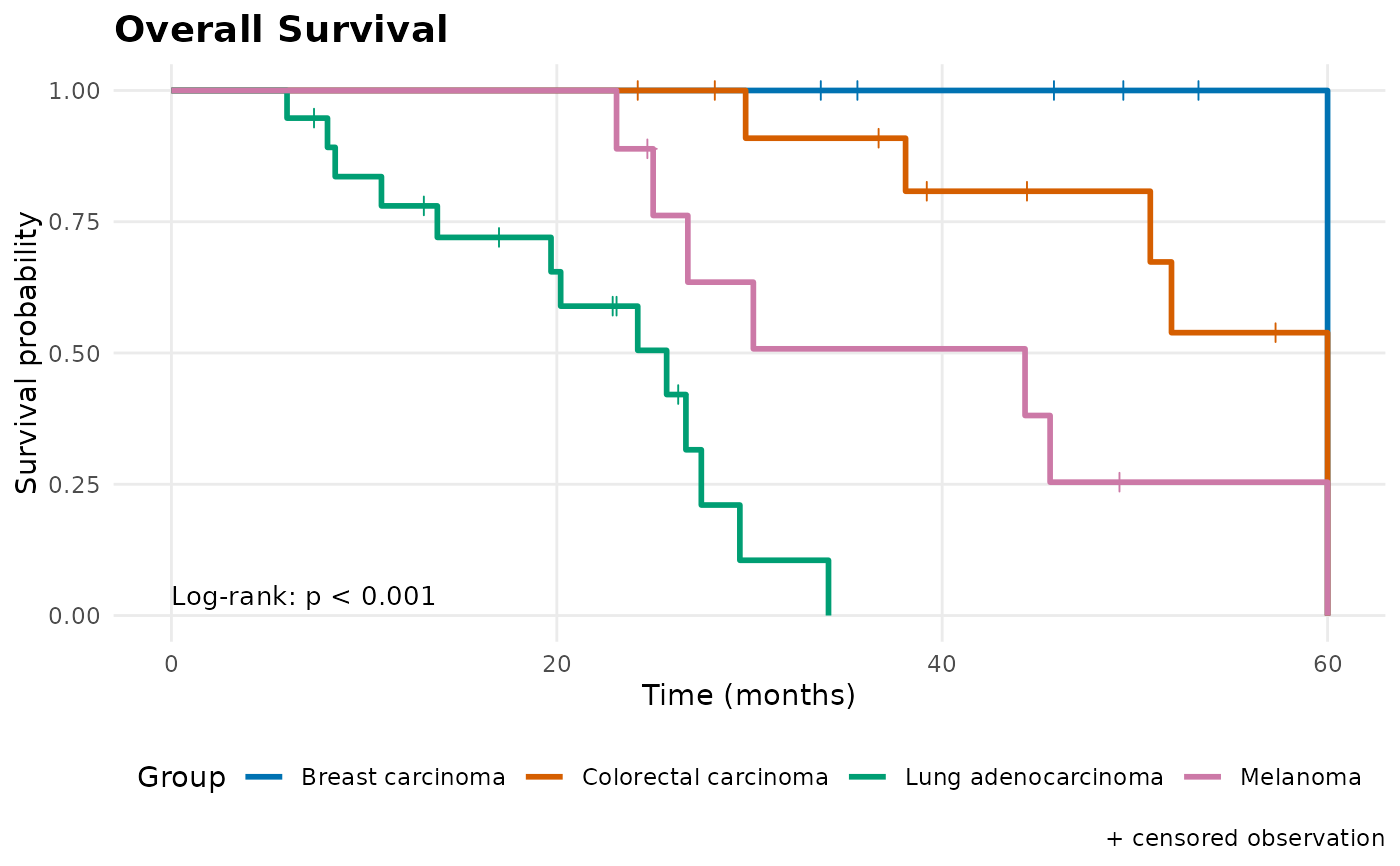 Overall Survival
Survival probability
1.00
0.75
0.50
0.25
0.00
Log-rank: p < 0.001
0 20 40 60
Time (months)
Group Breast carcinoma Colorectal carcinoma Lung adenocarcinoma Melanoma
+ censored observation